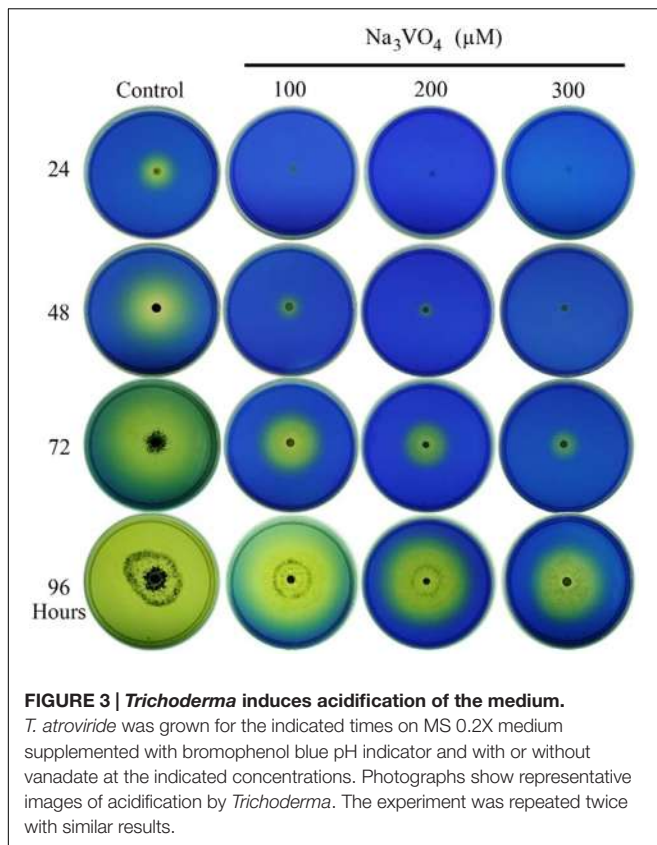 Na₃VO₄ (µM)
Control 100 200 300
24
48
72
96
Hours
FIGURE 3 | Trichoderma induces acidification of the medium.
T. atroviride was grown for the indicated times on MS 0.2X medium
supplemented with bromophenol blue pH indicator and with or without
vanadate at the indicated concentrations. Photographs show representative
images of acidification by Trichoderma. The experiment was repeated twice
with similar results.